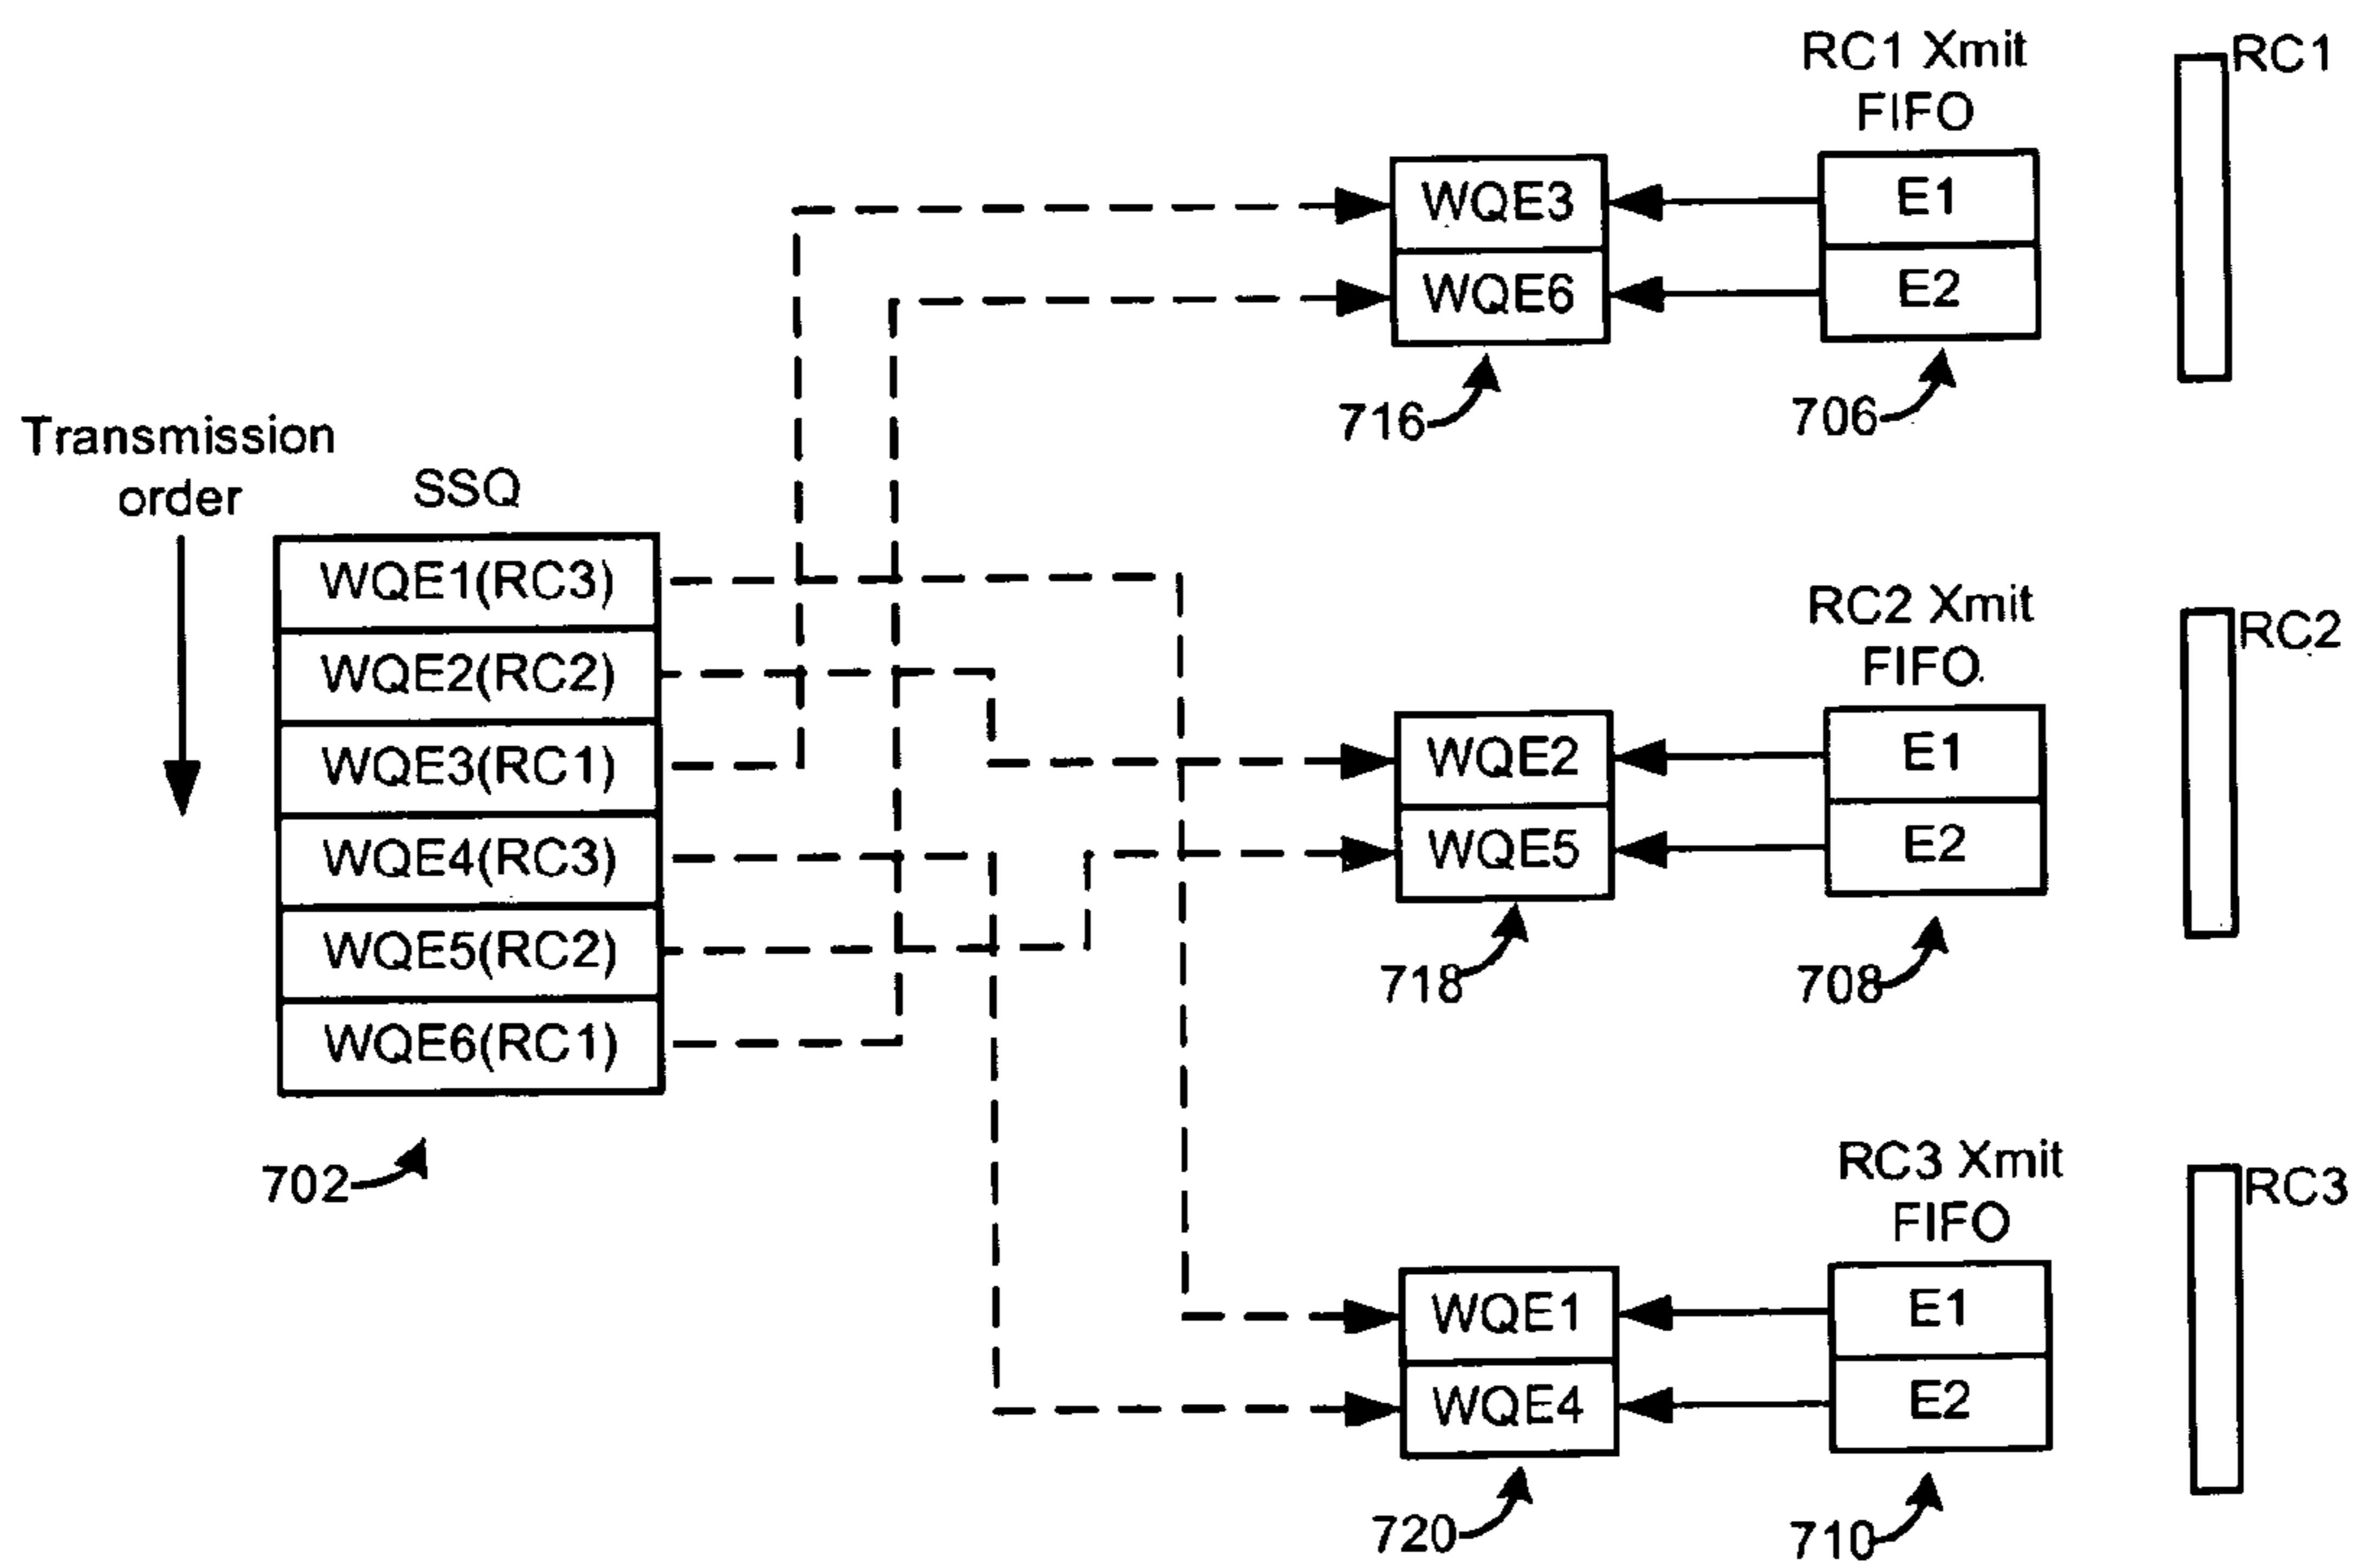 RC1 Xmit
FIFO
RC1
WQE3
E1
WQE6
E2
716
706
Transmission
order
SSQ
WQE1(RC3)
WQE2(RC2)
WQE3(RC1)
WQE4(RC3)
WQE5(RC2)
WQE6(RC1)
702
RC2 Xmit
FIFO
RC2
WQE2
E1
WQE5
E2
718
708
RC3 Xmit
FIFO
RC3
WQE1
E1
WQE4
E2
720
710